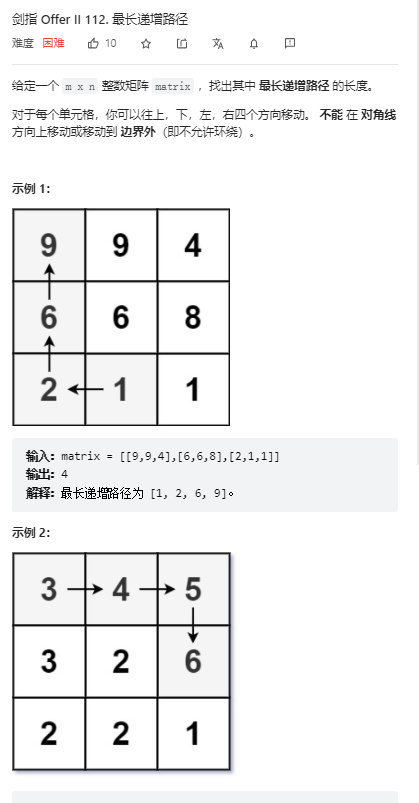 剑指 Offer II 112. 最长递增路径
难度 困难 10
给定一个 m x n 整数矩阵 matrix ，找出其中 最长递增路径 的长度。
对于每个单元格，你可以往上，下，左，右四个方向移动。 不能 在 对角线
方向上移动或移动到 边界外（即不允许环绕）。
示例 1：
9 9 4
6 6 8
2 1 1
输入：matrix = [[9,9,4],[6,6,8],[2,1,1]]
输出：4
解释：最长递增路径为 [1, 2, 6, 9]。
示例 2：
3 4 5
3 2 6
2 2 1